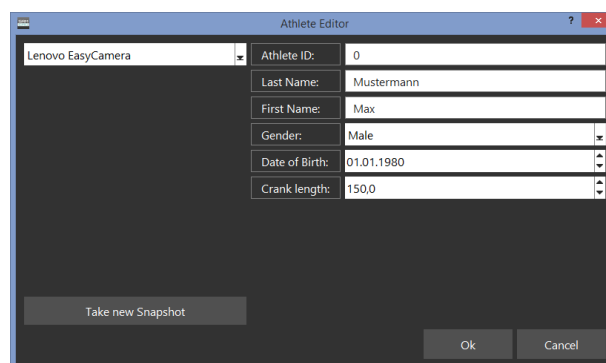 Athlete Editor
?
Lenovo EasyCamera
Athlete ID: 0
Last Name: Mustermann
First Name: Max
Gender: Male
Date of Birth: 01.01.1980
Crank length: 150,0
Take new Snapshot
Ok Cancel